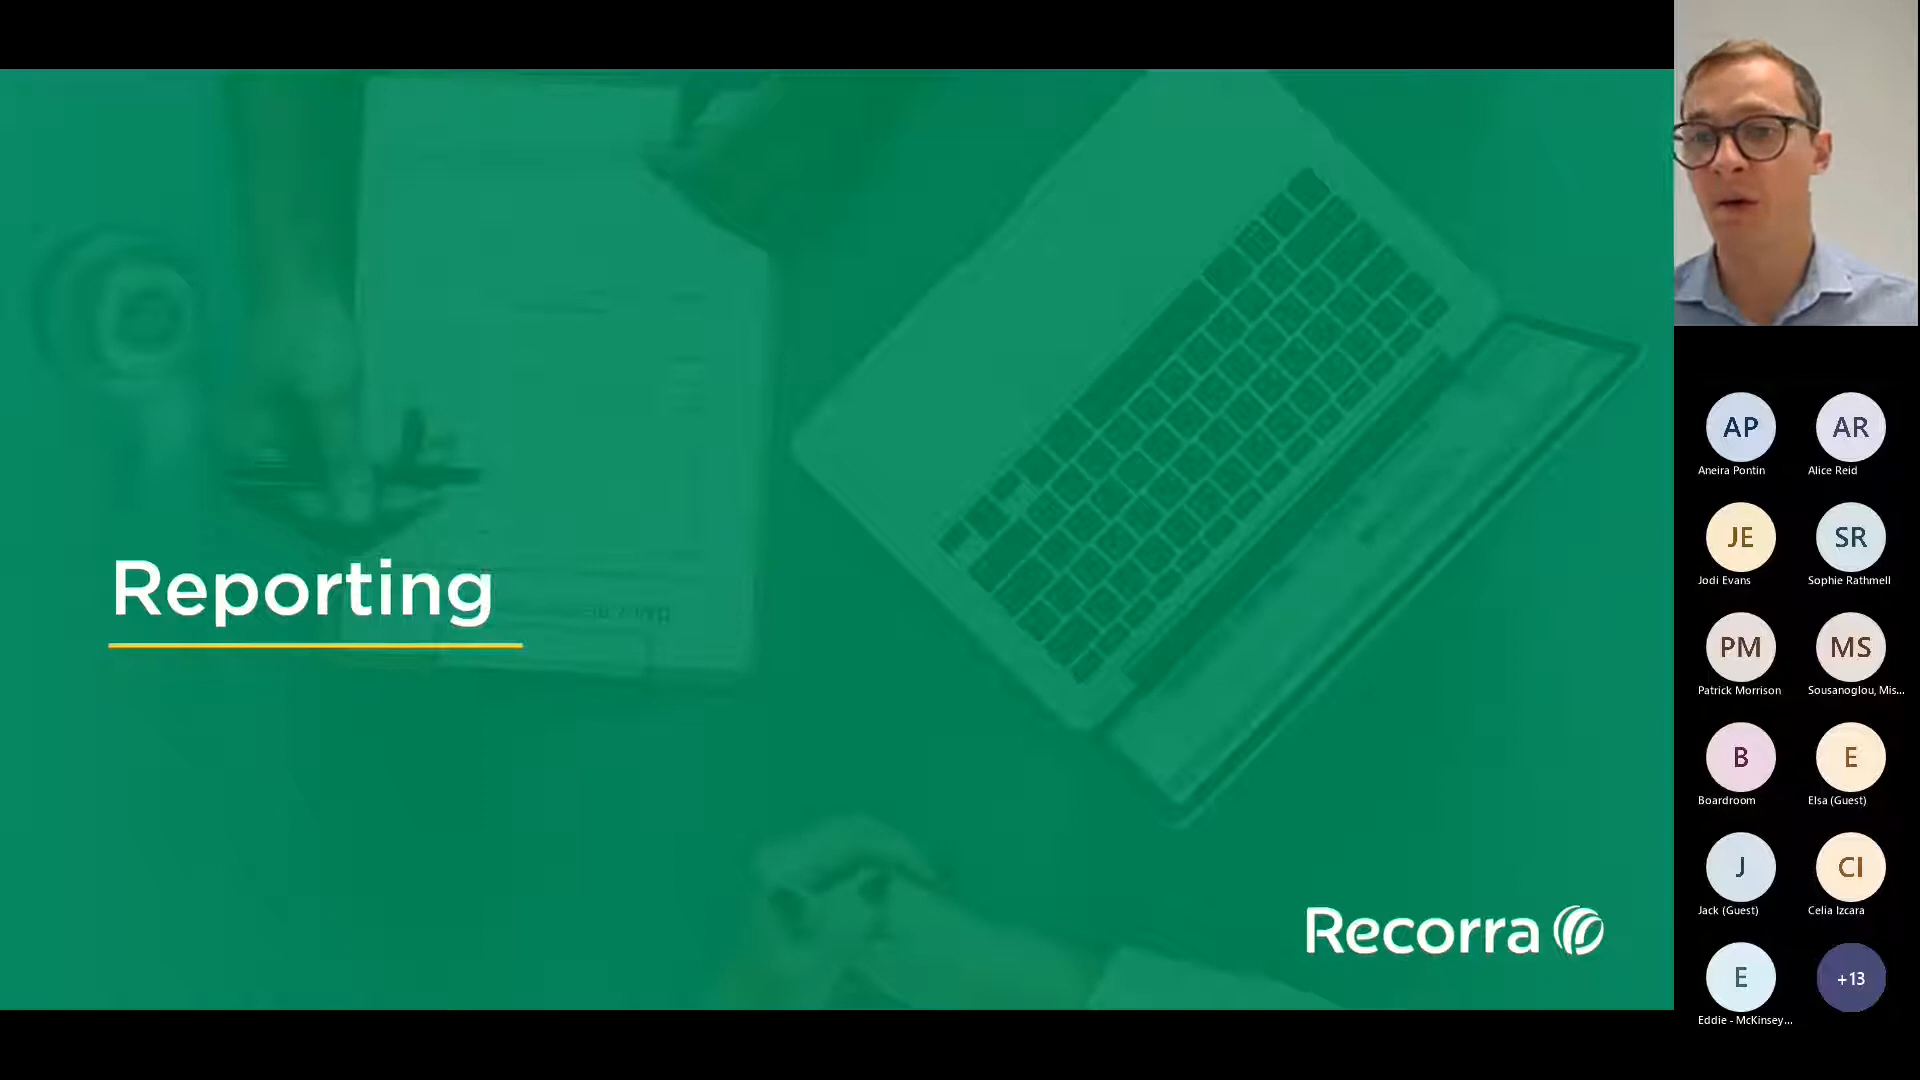 Reporting
Recorra
AP
AR
Aneira Pontin
Alice Reid
JE
SR
Jodi Evans
Sophie Rathmell
PM
MS
Patrick Morrison
Sousanoglou, Mis...
B
E
Boardroom
Elsa (Guest)
J
CI
Jack (Guest)
Celia Izcara
E
+13
Eddie - McKinsey...